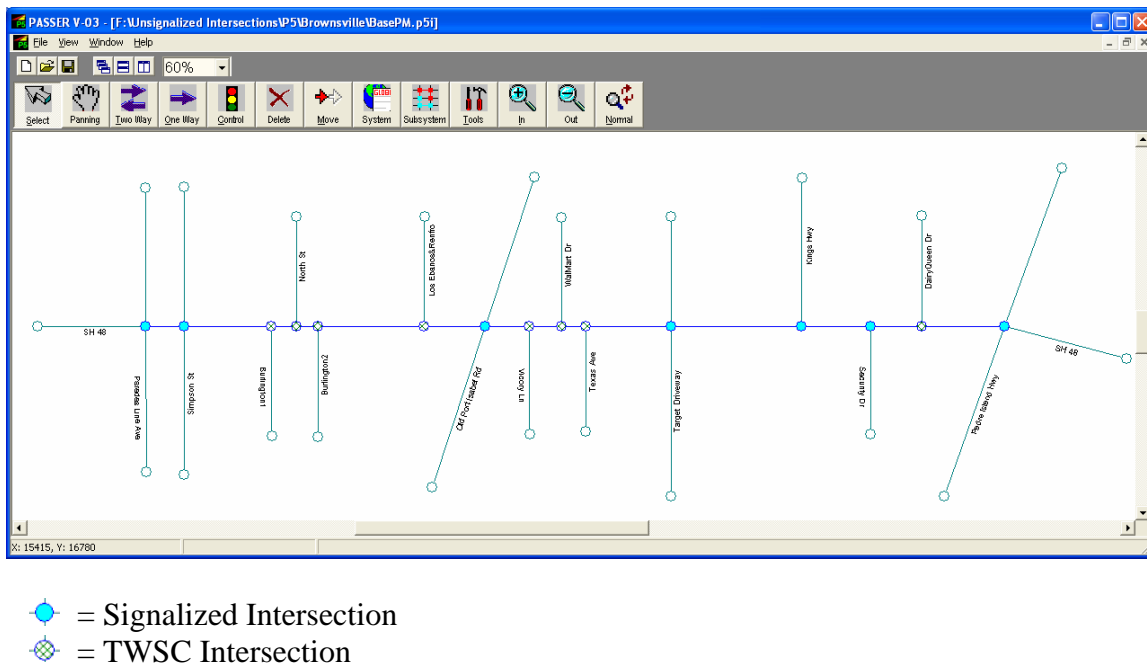 PASSER V-03 - [F:\Unsignalized Intersections\P5\Brownsville\BasePM.p5i]
File View Window Help
60%
Select Panning Two Way One Way Control Delete Move System Subsystem Tools In Out Normal
SH 48
Paredes Line Ave
Simpson St
Burlington1
North St
Burlington2
Los Ebanos&Renfro
Old Port Isabel Rd
Vicory Ln
WalMart Dr
Texas Ave
Target Driveway
Kings Hwy
Security Dr
DairyQueen Dr
Padre Island Hwy
SH 48
X: 15415, Y: 16780
= Signalized Intersection
= TWSC Intersection